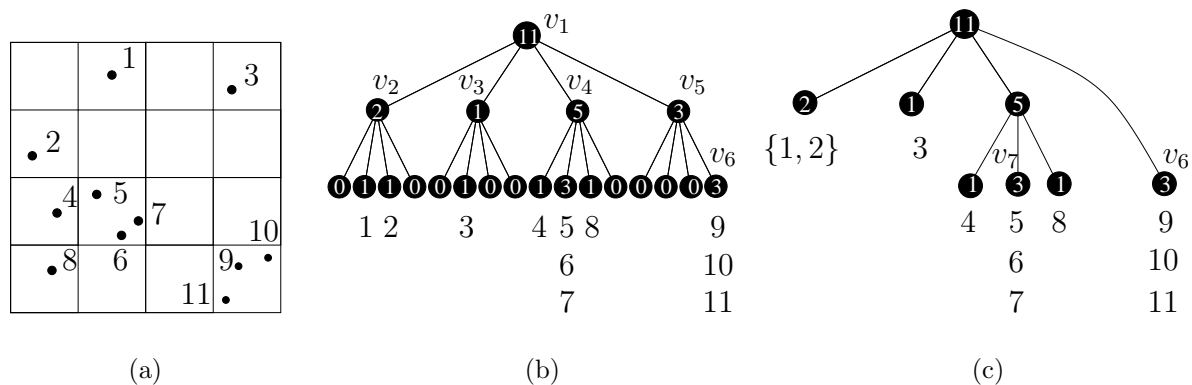 1
3
2
4
5
7
10
8
6
9
11
(a)
11 v₁
v₂ v₃ v₄ v₅
2 1 5 3
v₆
0 1 1 0 0 1 0 0 1 3 1 0 0 0 0 3
1 2 3 4 5 8 9
6 10
7 11
(b)
11
2 1 5
{1, 2} 3
v₇ v₆
1 3 1 3
4 5 8 9
6 10
7 11
(c)